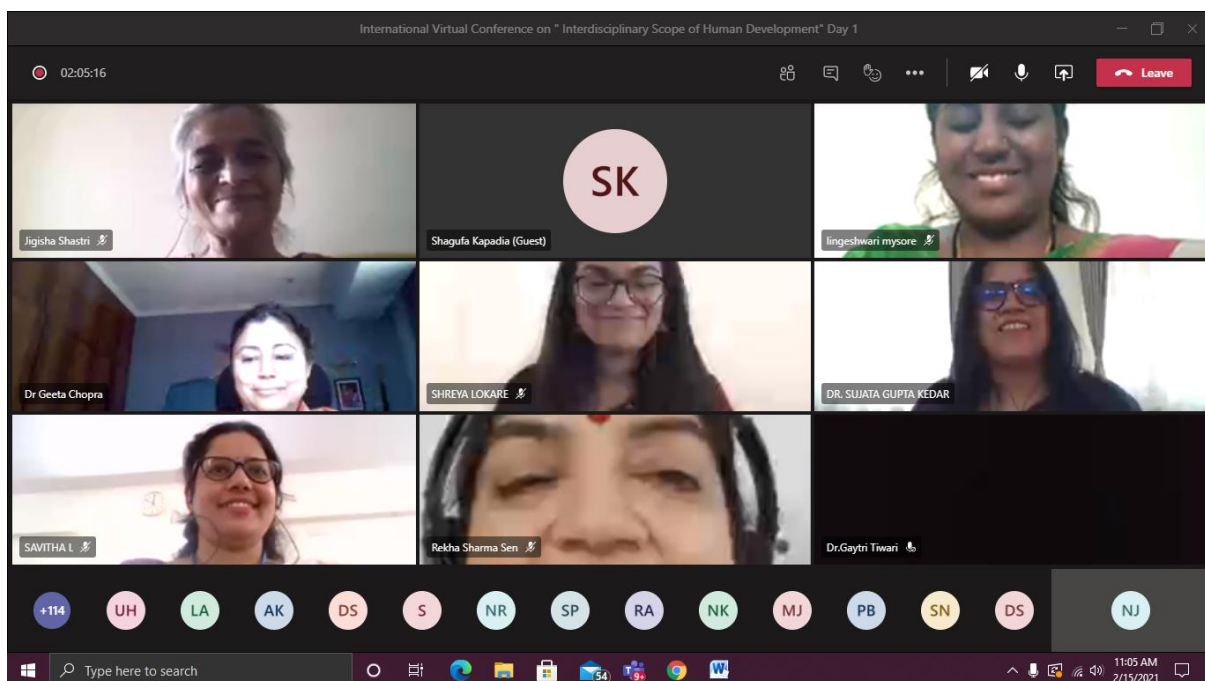 International Virtual Conference on " Interdisciplinary Scope of Human Development" Day 1
02:05:16
Leave
Jigisha Shastri
SK
Shagufa Kapadia (Guest)
lingeshwari mysore
Dr Geeta Chopra
SHREYA LOKARE
DR. SUJATA GUPTA KEDAR
SAVITHA L
Rekha Sharma Sen
Dr.Gaytri Tiwari
+114 UH LA AK DS S NR SP RA NK MJ PB SN DS NJ
Type here to search
54
9+
W
11:05 AM
2/15/2021